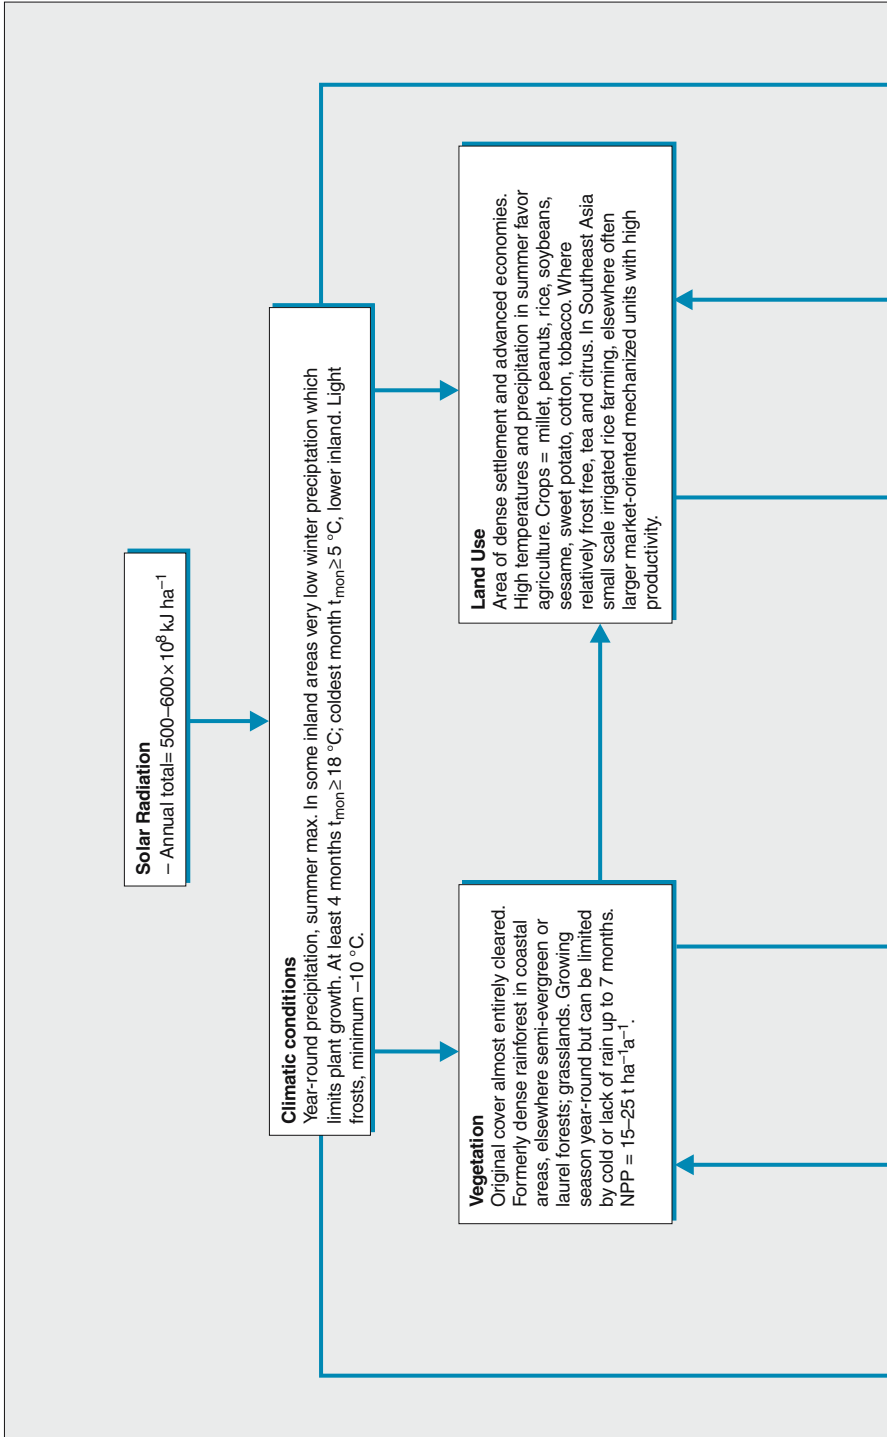 Solar Radiation
– Annual total= 500–600×10⁸ kJ ha⁻¹
Climatic conditions
Year-round precipitation, summer max. In some inland areas very low winter preciptation which
limits plant growth. At least 4 months tₘₒₙ≥ 18 °C; coldest month tₘₒₙ≥ 5 °C, lower inland. Light
frosts, minimum –10 °C.
Vegetation
Original cover almost entirely cleared.
Formerly dense rainforest in coastal
areas, elsewhere semi-evergreen or
laurel forests; grasslands. Growing
season year-round but can be limited
by cold or lack of rain up to 7 months.
NPP = 15–25 t ha⁻¹a⁻¹.
Land Use
Area of dense settlement and advanced economies.
High temperatures and precipitation in summer favor
agriculture. Crops = millet, peanuts, rice, soybeans,
sesame, sweet potato, cotton, tobacco. Where
relatively frost free, tea and citrus. In Southeast Asia
small scale irrigated rice farming, elsewhere often
larger market-oriented mechanized units with high
productivity.